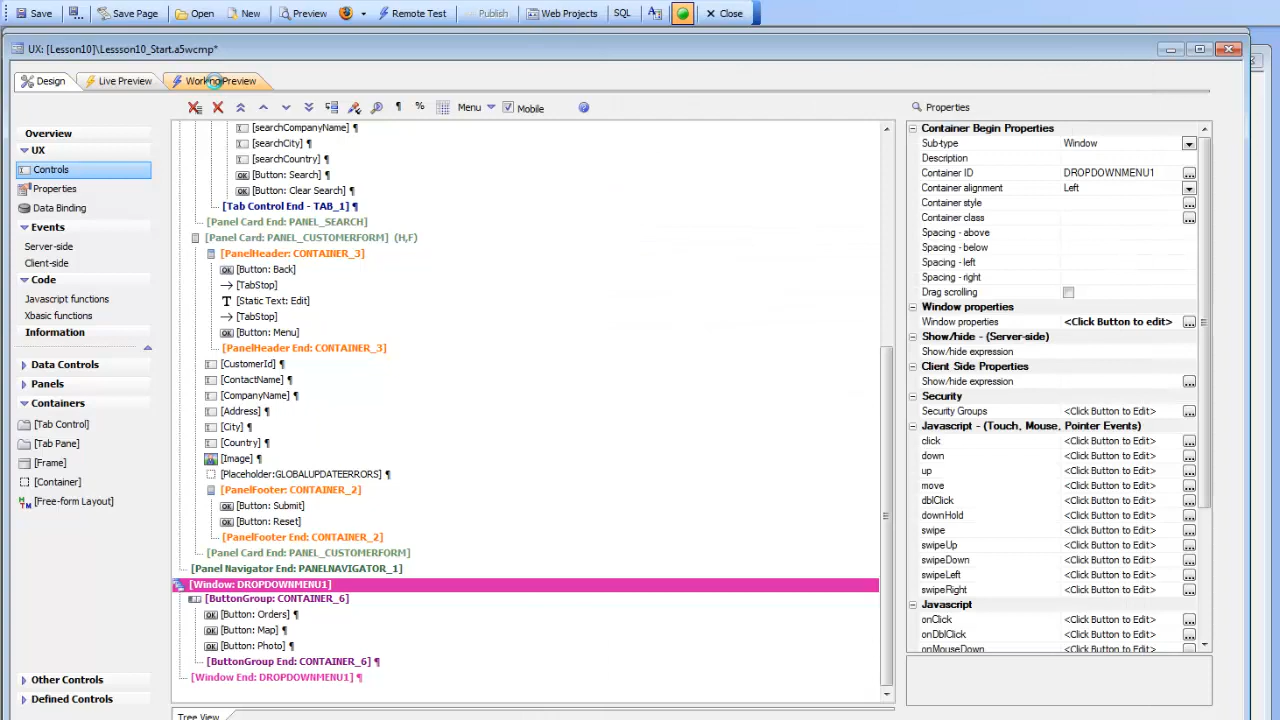 Save Save Page Open New Preview Remote Test Publish Web Projects SQL Close
UX: [Lesson10]\Lessson10_Start.a5wcmp*
Design Live Preview Working Preview
Menu Mobile
Overview
UX
Controls
Properties
Data Binding
Events
Server-side
Client-side
Code
Javascript functions
Xbasic functions
Information
Data Controls
Panels
Containers
[Tab Control]
[Tab Pane]
[Frame]
[Container]
[Free-form Layout]
Other Controls
Defined Controls
[searchCompanyName] ¶
[searchCity] ¶
[searchCountry] ¶
[Button: Search] ¶
[Button: Clear Search] ¶
[Tab Control End - TAB_1] ¶
[Panel Card End: PANEL_SEARCH]
[Panel Card: PANEL_CUSTOMERFORM] (H,F)
[PanelHeader: CONTAINER_3]
[Button: Back]
[TabStop]
[Static Text: Edit]
[TabStop]
[Button: Menu]
[PanelHeader End: CONTAINER_3]
[CustomerId] ¶
[ContactName] ¶
[CompanyName] ¶
[Address] ¶
[City] ¶
[Country] ¶
[Image] ¶
[Placeholder:GLOBALUPDATEERRORS] ¶
[PanelFooter: CONTAINER_2]
[Button: Submit]
[Button: Reset]
[PanelFooter End: CONTAINER_2]
[Panel Card End: PANEL_CUSTOMERFORM]
[Panel Navigator End: PANELNAVIGATOR_1]
[Window: DROPDOWNMENU1]
[ButtonGroup: CONTAINER_6]
[Button: Orders] ¶
[Button: Map] ¶
[Button: Photo] ¶
[ButtonGroup End: CONTAINER_6] ¶
[Window End: DROPDOWNMENU1] ¶
Tree View
Properties
Container Begin Properties
Sub-type Window
Description
Container ID DROPDOWNMENU1
Container alignment Left
Container style
Container class
Spacing - above
Spacing - below
Spacing - left
Spacing - right
Drag scrolling
Window properties
Window properties <Click Button to edit>
Show/hide - (Server-side)
Show/hide expression
Client Side Properties
Show/hide expression
Security
Security Groups <Click Button to Edit>
Javascript - (Touch, Mouse, Pointer Events)
click <Click Button to Edit>
down <Click Button to Edit>
up <Click Button to Edit>
move <Click Button to Edit>
dblClick <Click Button to Edit>
downHold <Click Button to Edit>
swipe <Click Button to Edit>
swipeUp <Click Button to Edit>
swipeDown <Click Button to Edit>
swipeLeft <Click Button to Edit>
swipeRight <Click Button to Edit>
Javascript
onClick <Click Button to Edit>
onDblClick <Click Button to Edit>
onMouseDown <Click Button to Edit>